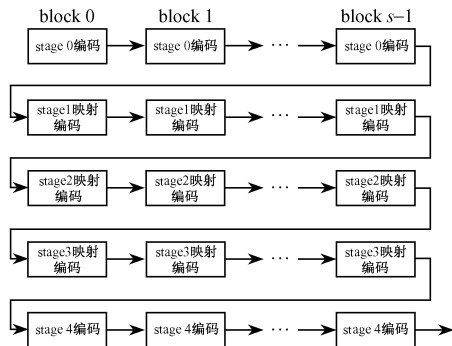 block 0 block 1 block s−1
stage 0编码 stage 0编码 ··· stage 0编码
stage1映射 stage1映射 ··· stage1映射
编码 编码 编码
stage2映射 stage2映射 ··· stage2映射
编码 编码 编码
stage3映射 stage3映射 ··· stage3映射
编码 编码 编码
stage 4编码 stage 4编码 ··· stage 4编码